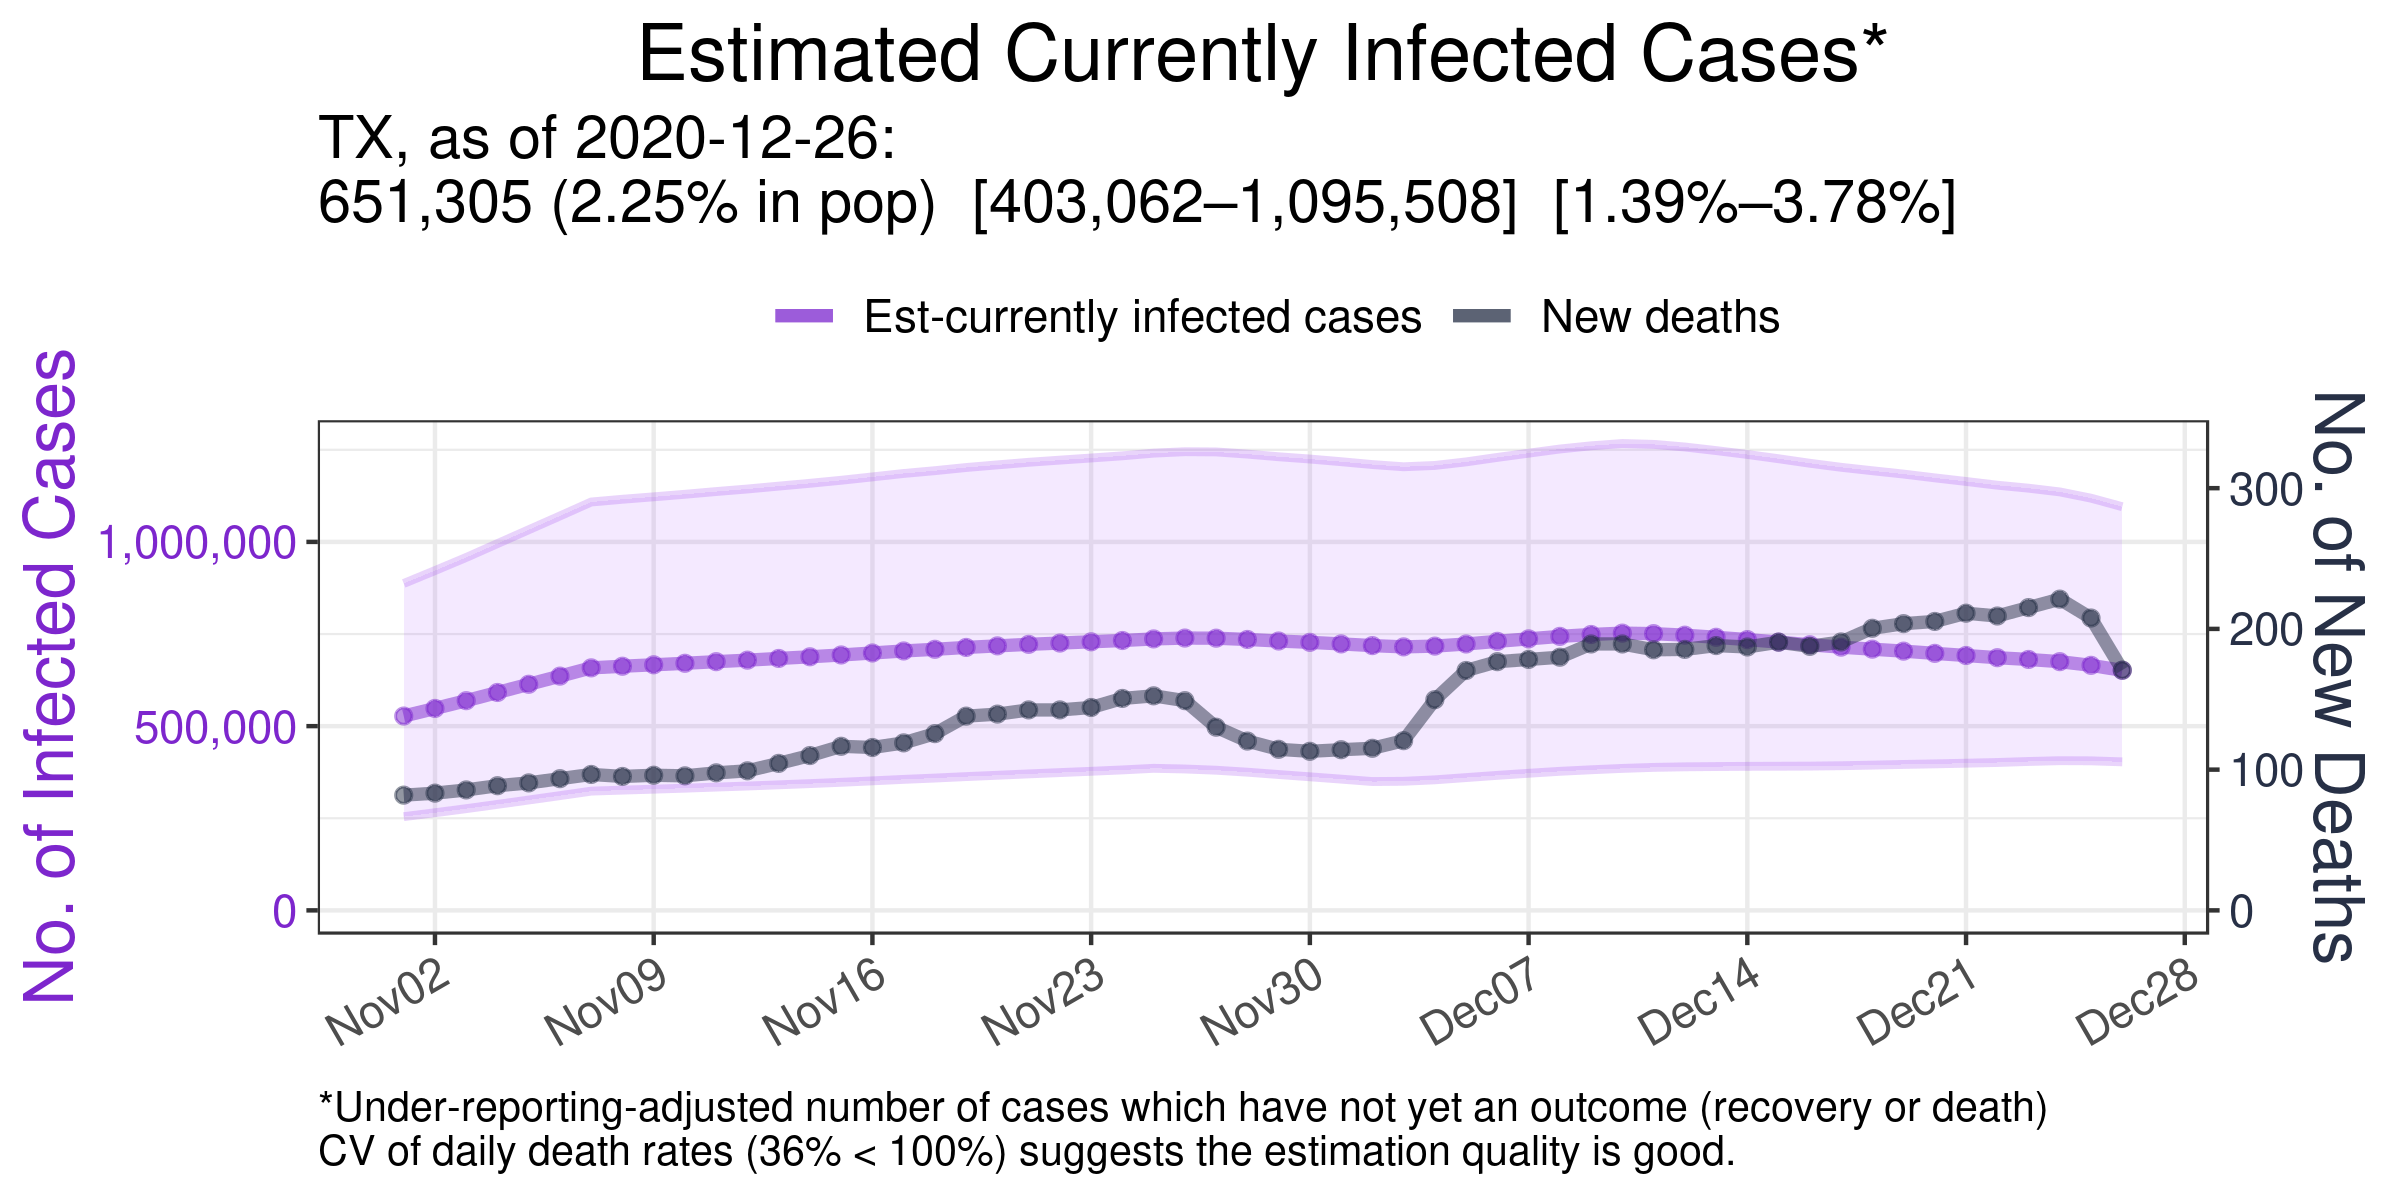 Estimated Currently Infected Cases*
TX, as of 2020-12-26:
651,305 (2.25% in pop)  [403,062–1,095,508]  [1.39%–3.78%]
Est-currently infected cases
New deaths
No. of Infected Cases
1,000,000
500,000
0
300
200
100
0
No. of New Deaths
Nov02
Nov09
Nov16
Nov23
Nov30
Dec07
Dec14
Dec21
Dec28
*Under-reporting-adjusted number of cases which have not yet an outcome (recovery or death)
CV of daily death rates (36% < 100%) suggests the estimation quality is good.